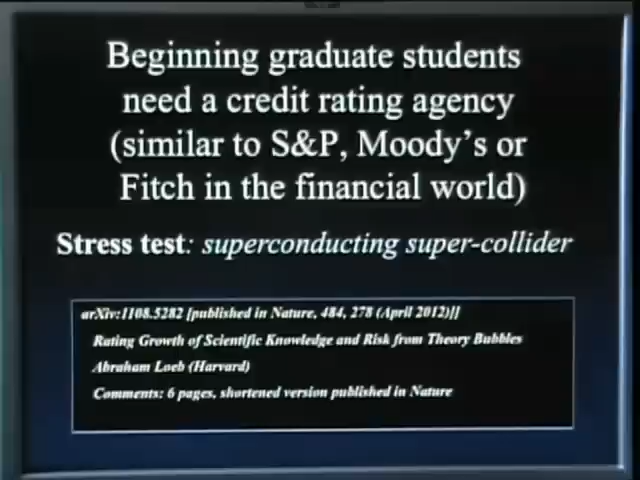 Beginning graduate students
need a credit rating agency
(similar to S&P, Moody's or
Fitch in the financial world)
Stress test: superconducting super-collider
arXiv:1108.5282 [published in Nature, 484, 278 (April 2012)]]
Rating Growth of Scientific Knowledge and Risk from Theory Bubbles
Abraham Loeb (Harvard)
Comments: 6 pages, shortened version published in Nature